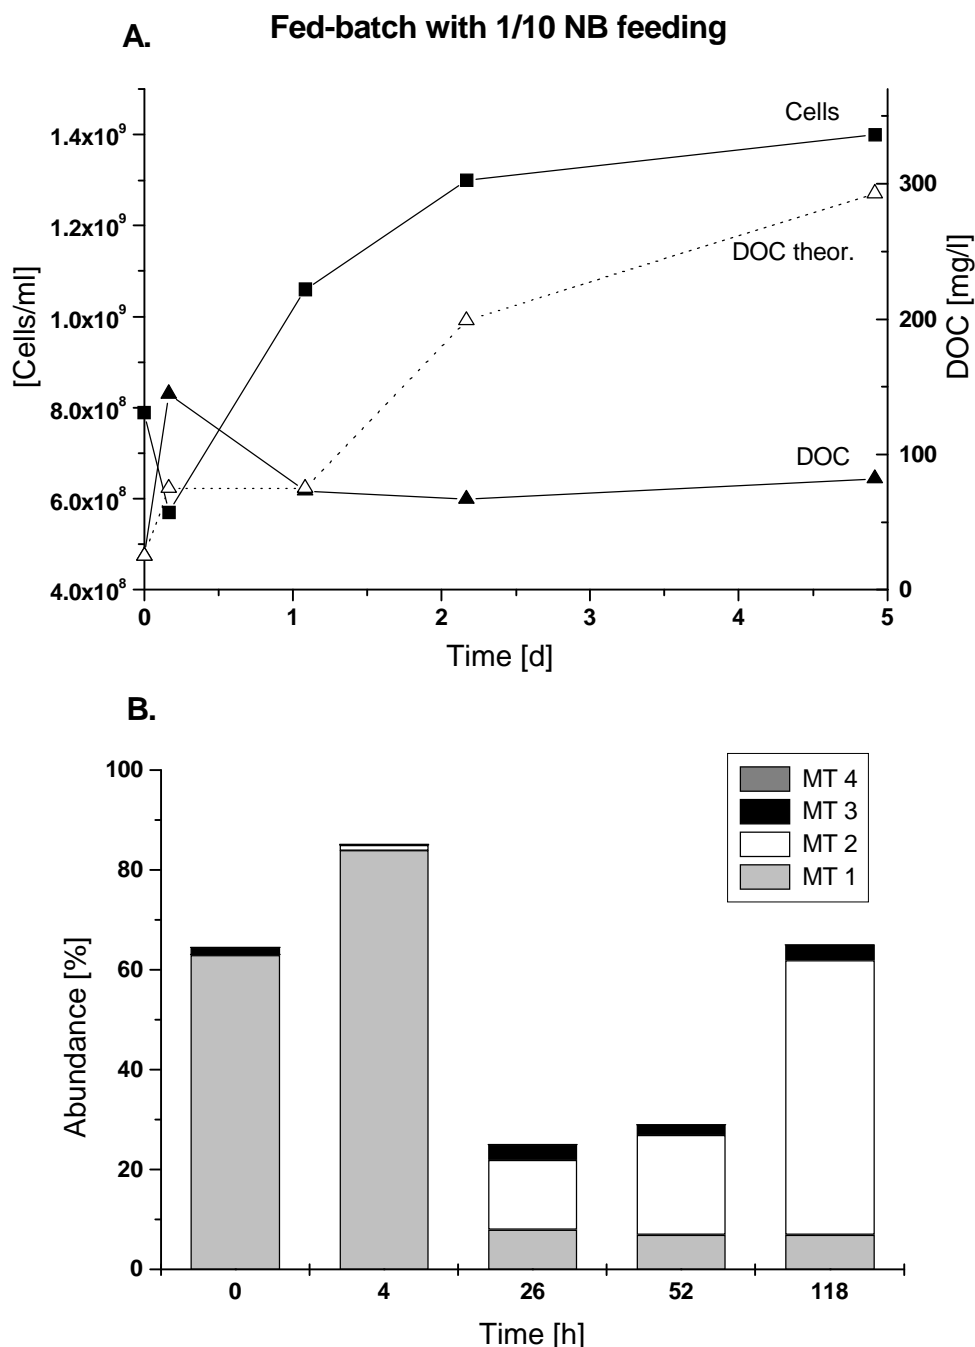 A.
Fed-batch with 1/10 NB feeding
1.4x10⁹
1.2x10⁹
1.0x10⁹
8.0x10⁸
6.0x10⁸
4.0x10⁸
[Cells/ml]
Cells
DOC theor.
DOC
300
200
100
0
DOC [mg/l]
0 1 2 3 4 5
Time [d]
B.
100
80
60
40
20
0
Abundance [%]
MT 4
MT 3
MT 2
MT 1
0 4 26 52 118
Time [h]